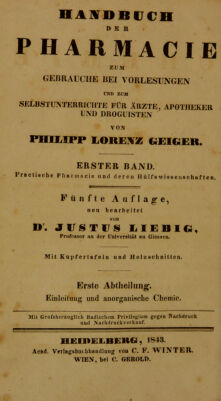 HANDBUCH
DER
PHARMACIE
ZUM
GEBRAUCHE BEI VORLESUNGEN
UND ZUM
SELBSTUNTERRICHTE FÜR ÄRZTE, APOTHEKER
UND DROGUISTEN
VON
PHILIPP LORENZ GEIGER.
ERSTER BAND.
Practische Pharmacie und deren Hülfswissenschaften.
Fünfte Auflage,
neu bearbeitet
von
Dr. JUSTUS LIEBIG,
Professor an der Universität zu Giessen.
Mit Kupfertafeln und Holzschnitten.
Erste Abtheilung.
Einleitung und anorganische Chemie.
Mit Grossherzoglich Badischem Privilegium gegen Nachdruck
und Nachdruckverkauf.
HEIDELBERG, 1843.
Acad. Verlagsbuchhandlung von C. F. WINTER.
WIEN, bei C. GEROLD.